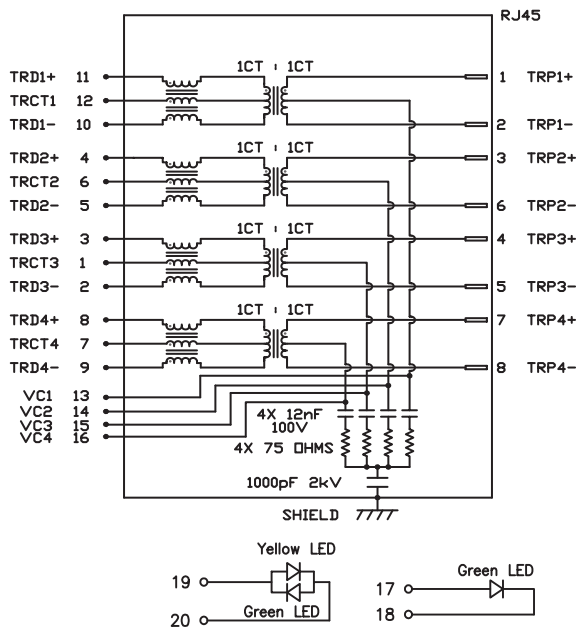 RJ45
1CT : 1CT
TRD1+ 11
TRCT1 12
TRD1- 10
1 TRP1+
2 TRP1-
1CT : 1CT
TRD2+ 4
TRCT2 6
TRD2- 5
3 TRP2+
6 TRP2-
1CT : 1CT
TRD3+ 3
TRCT3 1
TRD3- 2
4 TRP3+
5 TRP3-
1CT : 1CT
TRD4+ 8
TRCT4 7
TRD4- 9
7 TRP4+
8 TRP4-
VC1 13
VC2 14
VC3 15
VC4 16
4X 12nF
100V
4X 75 OHMS
1000pF 2kV
SHIELD
Yellow LED
19
20
Green LED
Green LED
17
18